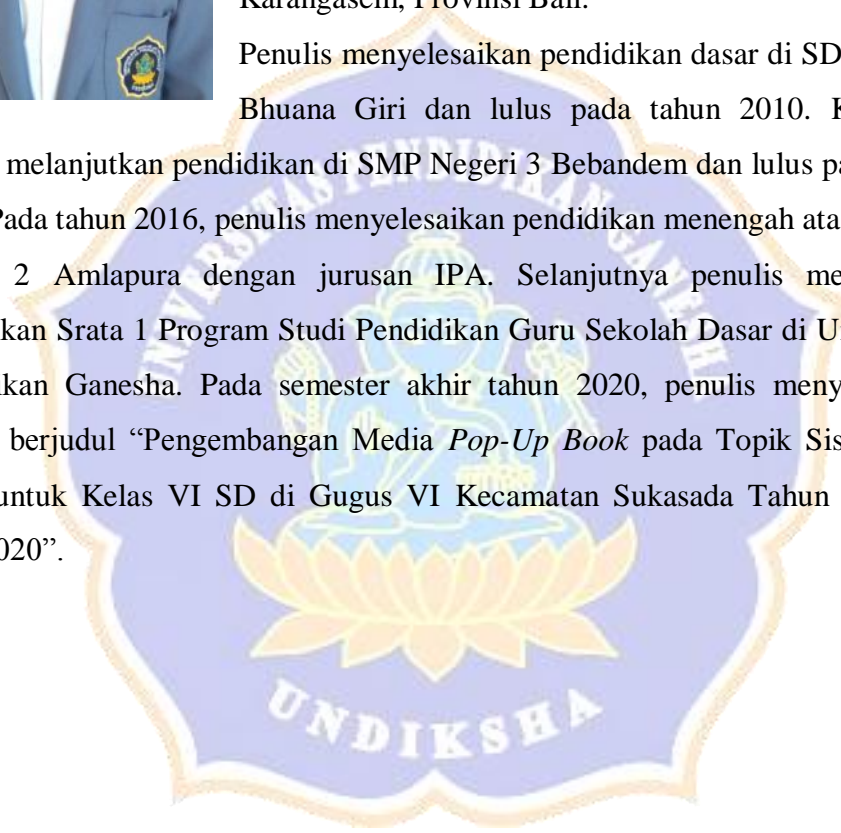 Karangasem, Provinsi Bali.
Penulis menyelesaikan pendidikan dasar di SD
Bhuana Giri dan lulus pada tahun 2010. K
melanjutkan pendidikan di SMP Negeri 3 Bebandem dan lulus pa
Pada tahun 2016, penulis menyelesaikan pendidikan menengah ata
2 Amlapura dengan jurusan IPA. Selanjutnya penulis me
kan Srata 1 Program Studi Pendidikan Guru Sekolah Dasar di U
ikan Ganesha. Pada semester akhir tahun 2020, penulis meny
berjudul “Pengembangan Media Pop-Up Book pada Topik Sis
untuk Kelas VI SD di Gugus VI Kecamatan Sukasada Tahun
020”.
UNIVERSITAS PENDIDIKAN GANESHA
UNDIKSHA